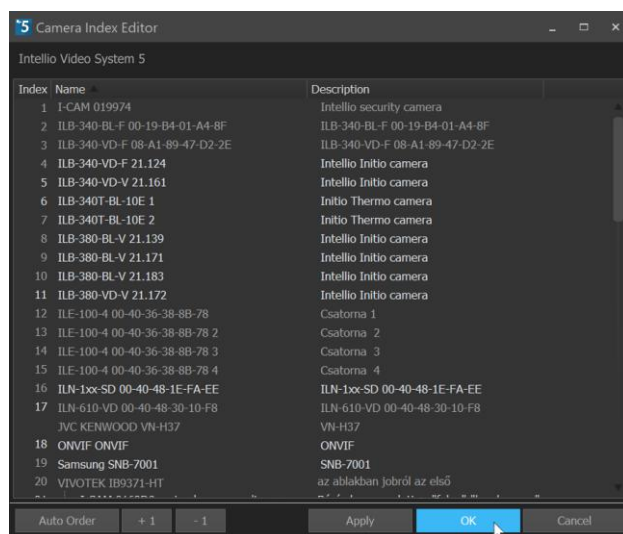 5 Camera Index Editor
Intellio Video System 5
Index Name Description
1 I-CAM 019974 Intellio security camera
2 ILB-340-BL-F 00-19-B4-01-A4-8F ILB-340-BL-F 00-19-B4-01-A4-8F
3 ILB-340-VD-F 08-A1-89-47-D2-2E ILB-340-VD-F 08-A1-89-47-D2-2E
4 ILB-340-VD-F 21.124 Intellio Initio camera
5 ILB-340-VD-V 21.161 Intellio Initio camera
6 ILB-340T-BL-10E 1 Initio Thermo camera
7 ILB-340T-BL-10E 2 Initio Thermo camera
8 ILB-380-BL-V 21.139 Intellio Initio camera
9 ILB-380-BL-V 21.171 Intellio Initio camera
10 ILB-380-BL-V 21.183 Intellio Initio camera
11 ILB-380-VD-V 21.172 Intellio Initio camera
12 ILE-100-4 00-40-36-38-8B-78 Csatorna 1
13 ILE-100-4 00-40-36-38-8B-78 2 Csatorna 2
14 ILE-100-4 00-40-36-38-8B-78 3 Csatorna 3
15 ILE-100-4 00-40-36-38-8B-78 4 Csatorna 4
16 ILN-1xx-SD 00-40-48-1E-FA-EE ILN-1xx-SD 00-40-48-1E-FA-EE
17 ILN-610-VD 00-40-48-30-10-F8 ILN-610-VD 00-40-48-30-10-F8
JVC KENWOOD VN-H37 VN-H37
18 ONVIF ONVIF ONVIF
19 Samsung SNB-7001 SNB-7001
20 VIVOTEK IB9371-HT az ablakban jobról az első
Auto Order + 1 - 1 Apply OK Cancel